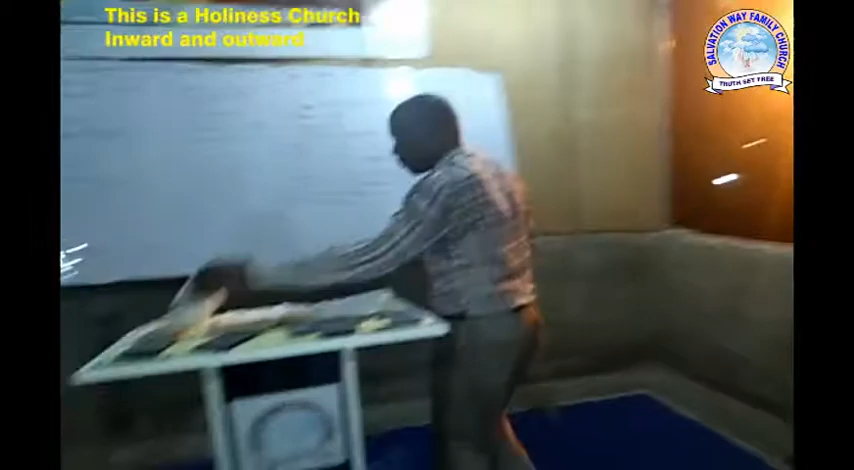 This is a Holiness Church
Inward and outward
SALVATION WAY FAMILY CHURCH
TRUTH SET FREE